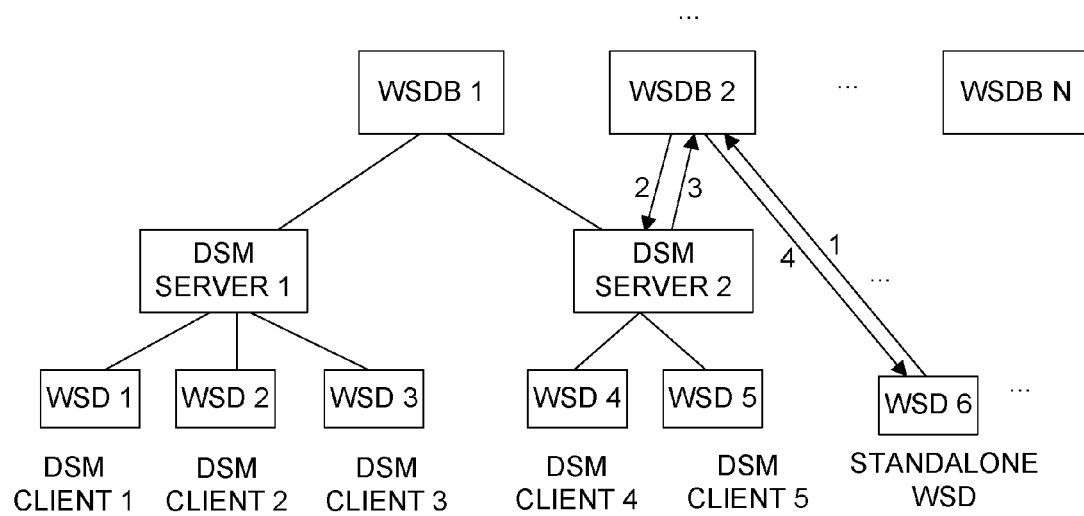 ...
WSDB 1
WSDB 2
...
WSDB N
2
3
1
4
DSM
SERVER 1
DSM
SERVER 2
...
WSD 1
WSD 2
WSD 3
WSD 4
WSD 5
WSD 6
...
DSM
CLIENT 1
DSM
CLIENT 2
DSM
CLIENT 3
DSM
CLIENT 4
DSM
CLIENT 5
STANDALONE
WSD